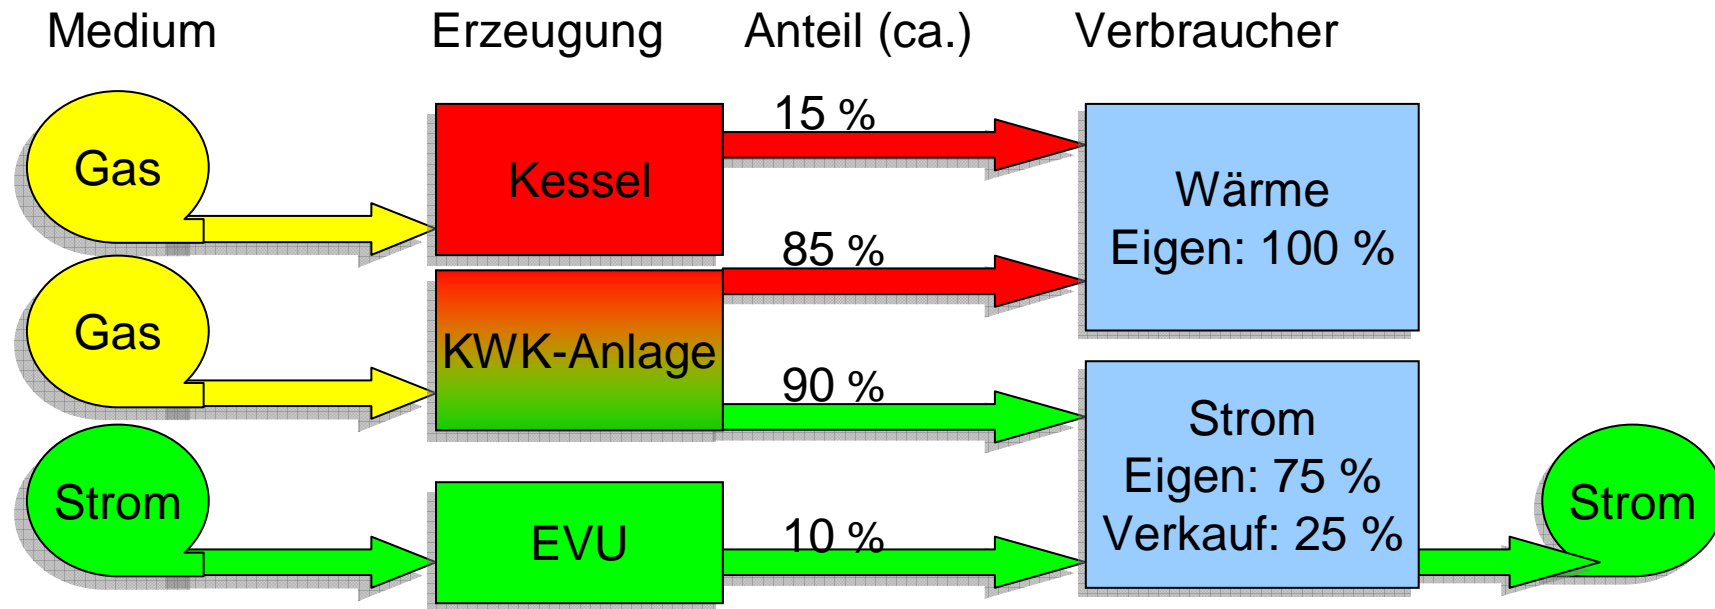 Medium Erzeugung Anteil (ca.) Verbraucher
15 %
Gas
Kessel
Wärme
Eigen: 100 %
85 %
Gas
KWK-Anlage
90 %
Strom
Eigen: 75 %
Verkauf: 25 %
Strom
EVU
10 %
Strom